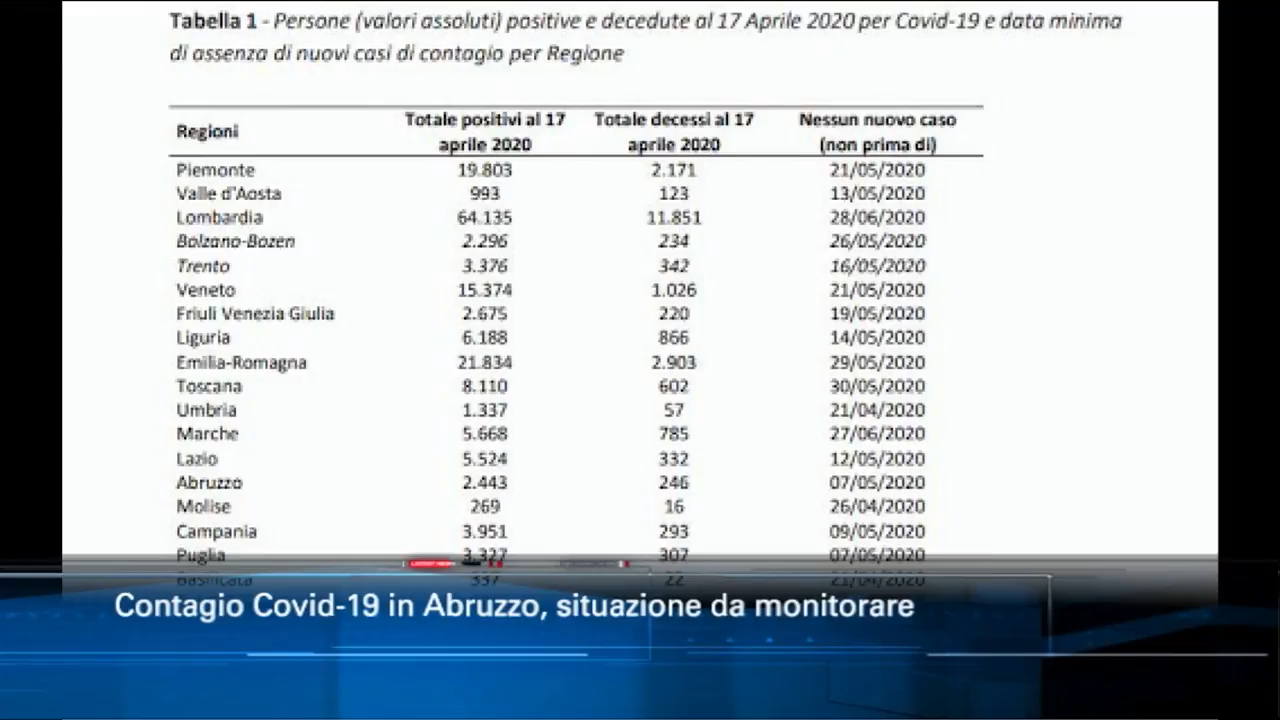 Tabella 1 - Persone (valori assoluti) positive e decedute al 17 Aprile 2020 per Covid-19 e data minima
di assenza di nuovi casi di contagio per Regione
Regioni Totale positivi al 17 aprile 2020 Totale decessi al 17 aprile 2020 Nessun nuovo caso (non prima di)
Piemonte 19.803 2.171 21/05/2020
Valle d'Aosta 993 123 13/05/2020
Lombardia 64.135 11.851 28/06/2020
Bolzano-Bozen 2.296 234 26/05/2020
Trento 3.376 342 16/05/2020
Veneto 15.374 1.026 21/05/2020
Friuli Venezia Giulia 2.675 220 19/05/2020
Liguria 6.188 866 14/05/2020
Emilia-Romagna 21.834 2.903 29/05/2020
Toscana 8.110 602 30/05/2020
Umbria 1.337 57 21/04/2020
Marche 5.668 785 27/06/2020
Lazio 5.524 332 12/05/2020
Abruzzo 2.443 246 07/05/2020
Molise 269 16 26/04/2020
Campania 3.951 293 09/05/2020
Puglia 3.327 307 07/05/2020
Basilicata 337 22 21/04/2020
Contagio Covid-19 in Abruzzo, situazione da monitorare